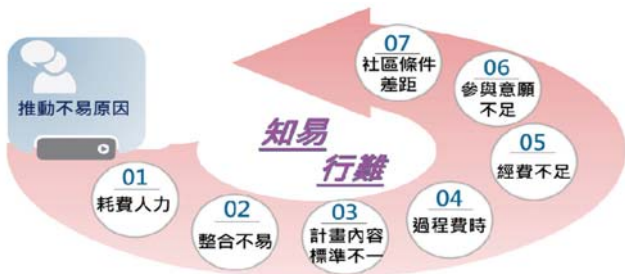 推動不易原因
知易
行難
01
耗費人力
02
整合不易
03
計畫內容
標準不一
04
過程費時
05
經費不足
06
參與意願
不足
07
社區條件
差距